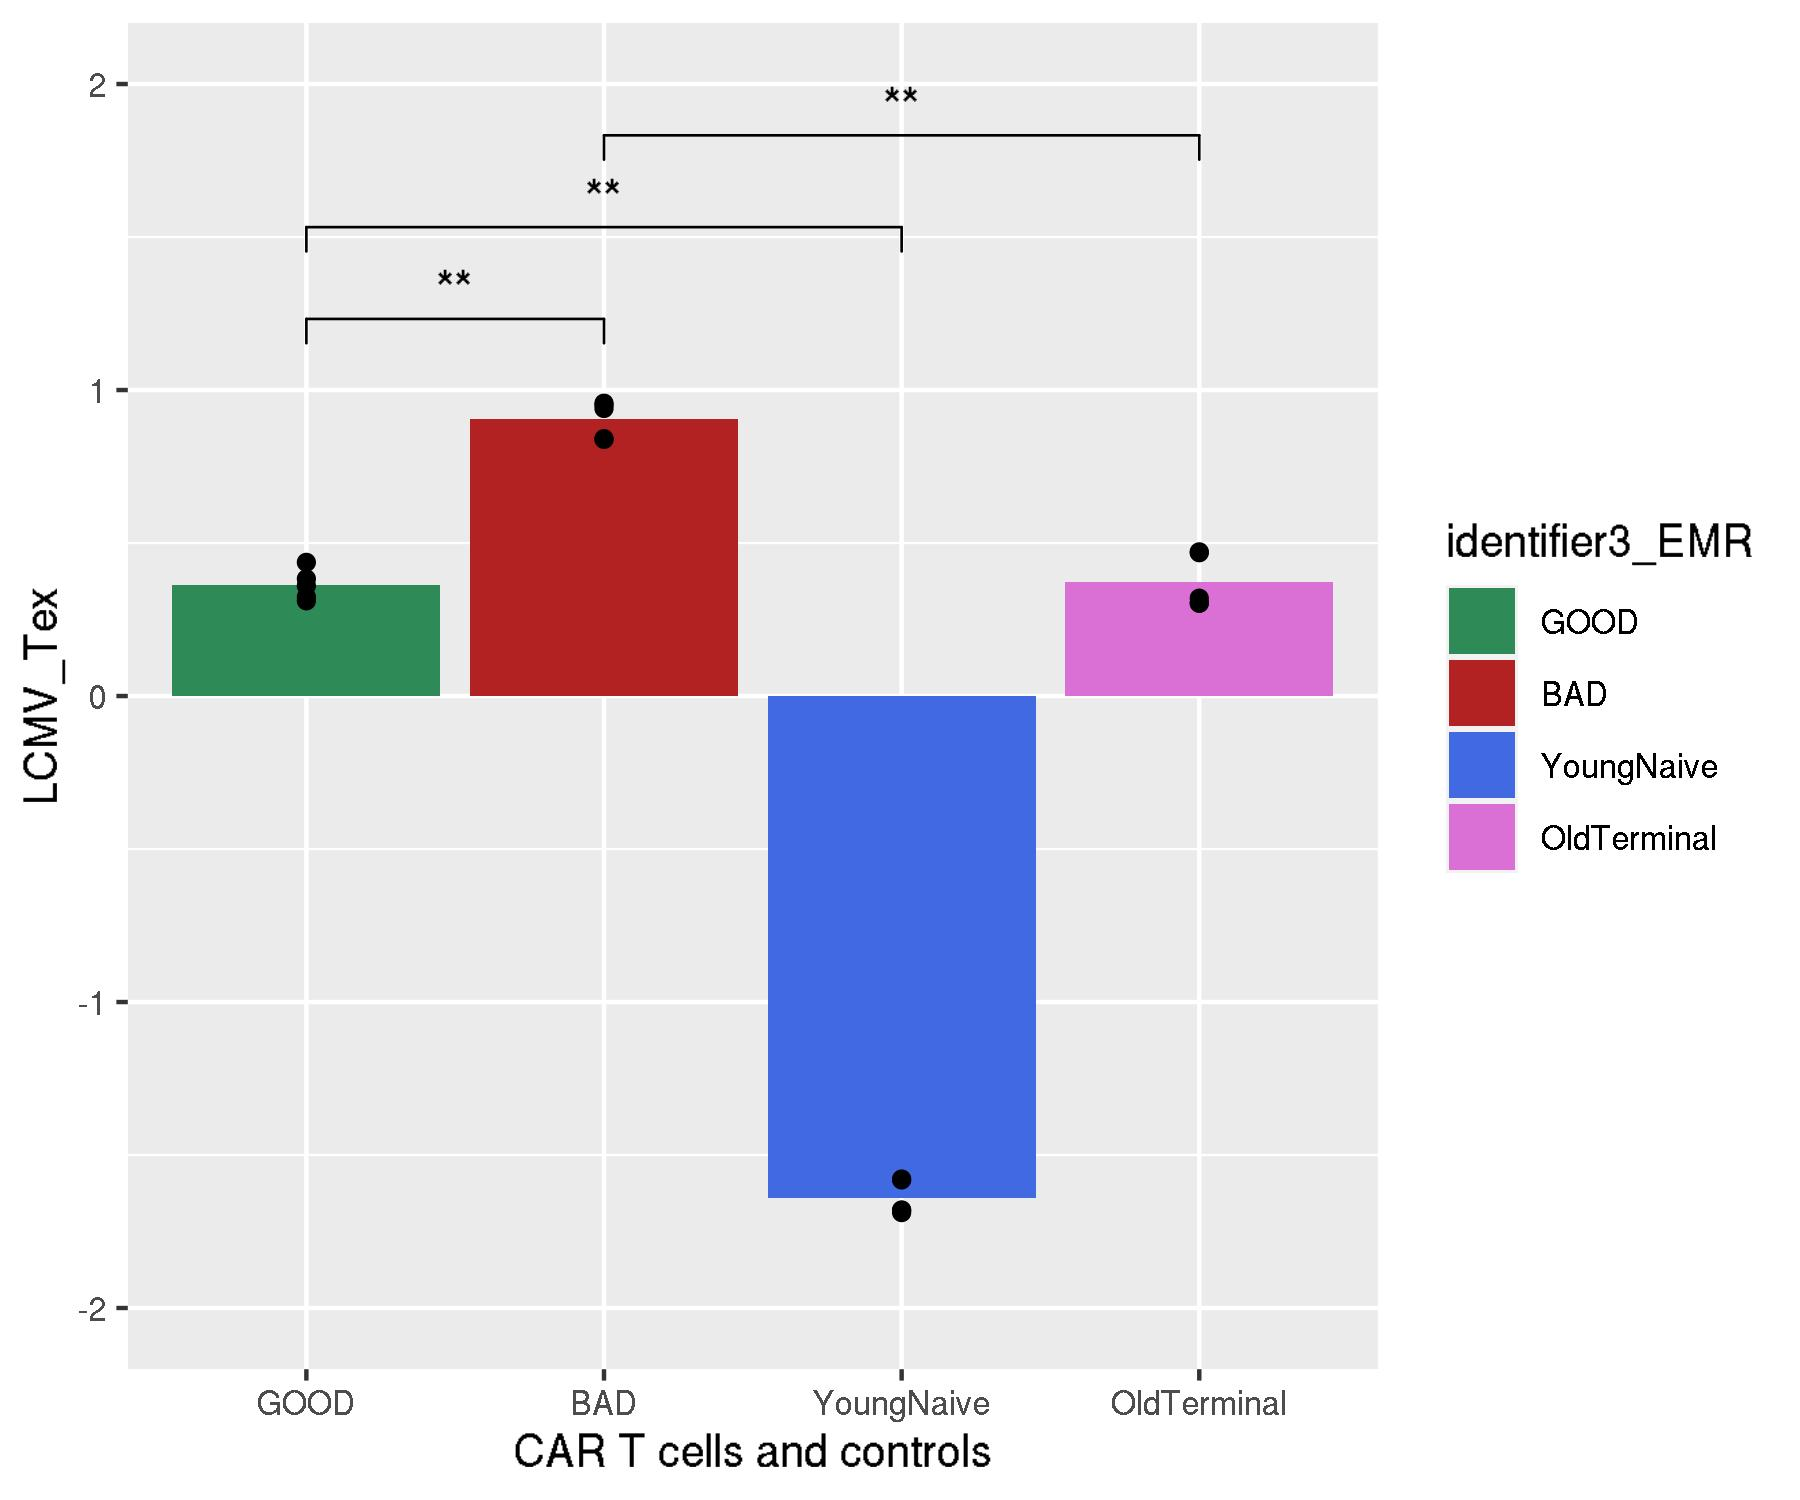 **
**
**
2
1
0
-1
-2
LCMV_Tex
GOOD
BAD
YoungNaive
OldTerminal
CAR T cells and controls
identifier3_EMR
GOOD
BAD
YoungNaive
OldTerminal